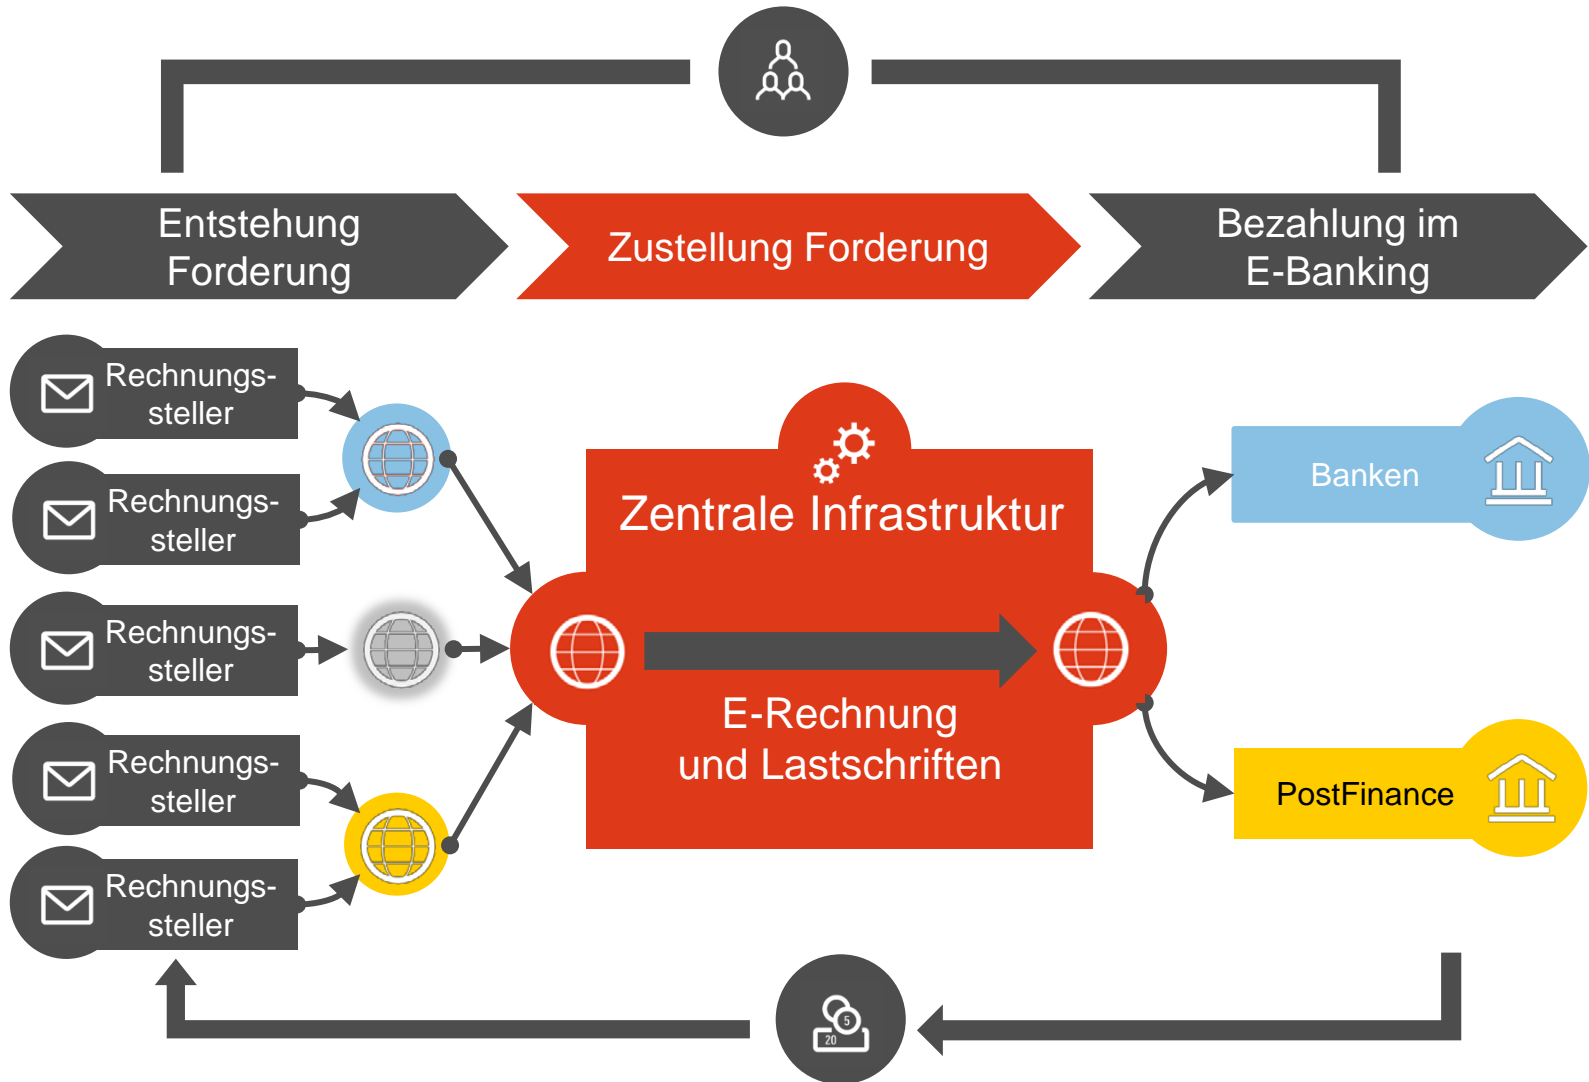 Entstehung
Forderung
Zustellung Forderung
Bezahlung im
E-Banking
Rechnungs-
steller
Rechnungs-
steller
Rechnungs-
steller
Rechnungs-
steller
Rechnungs-
steller
Zentrale Infrastruktur
E-Rechnung
und Lastschriften
Banken
PostFinance
5
20